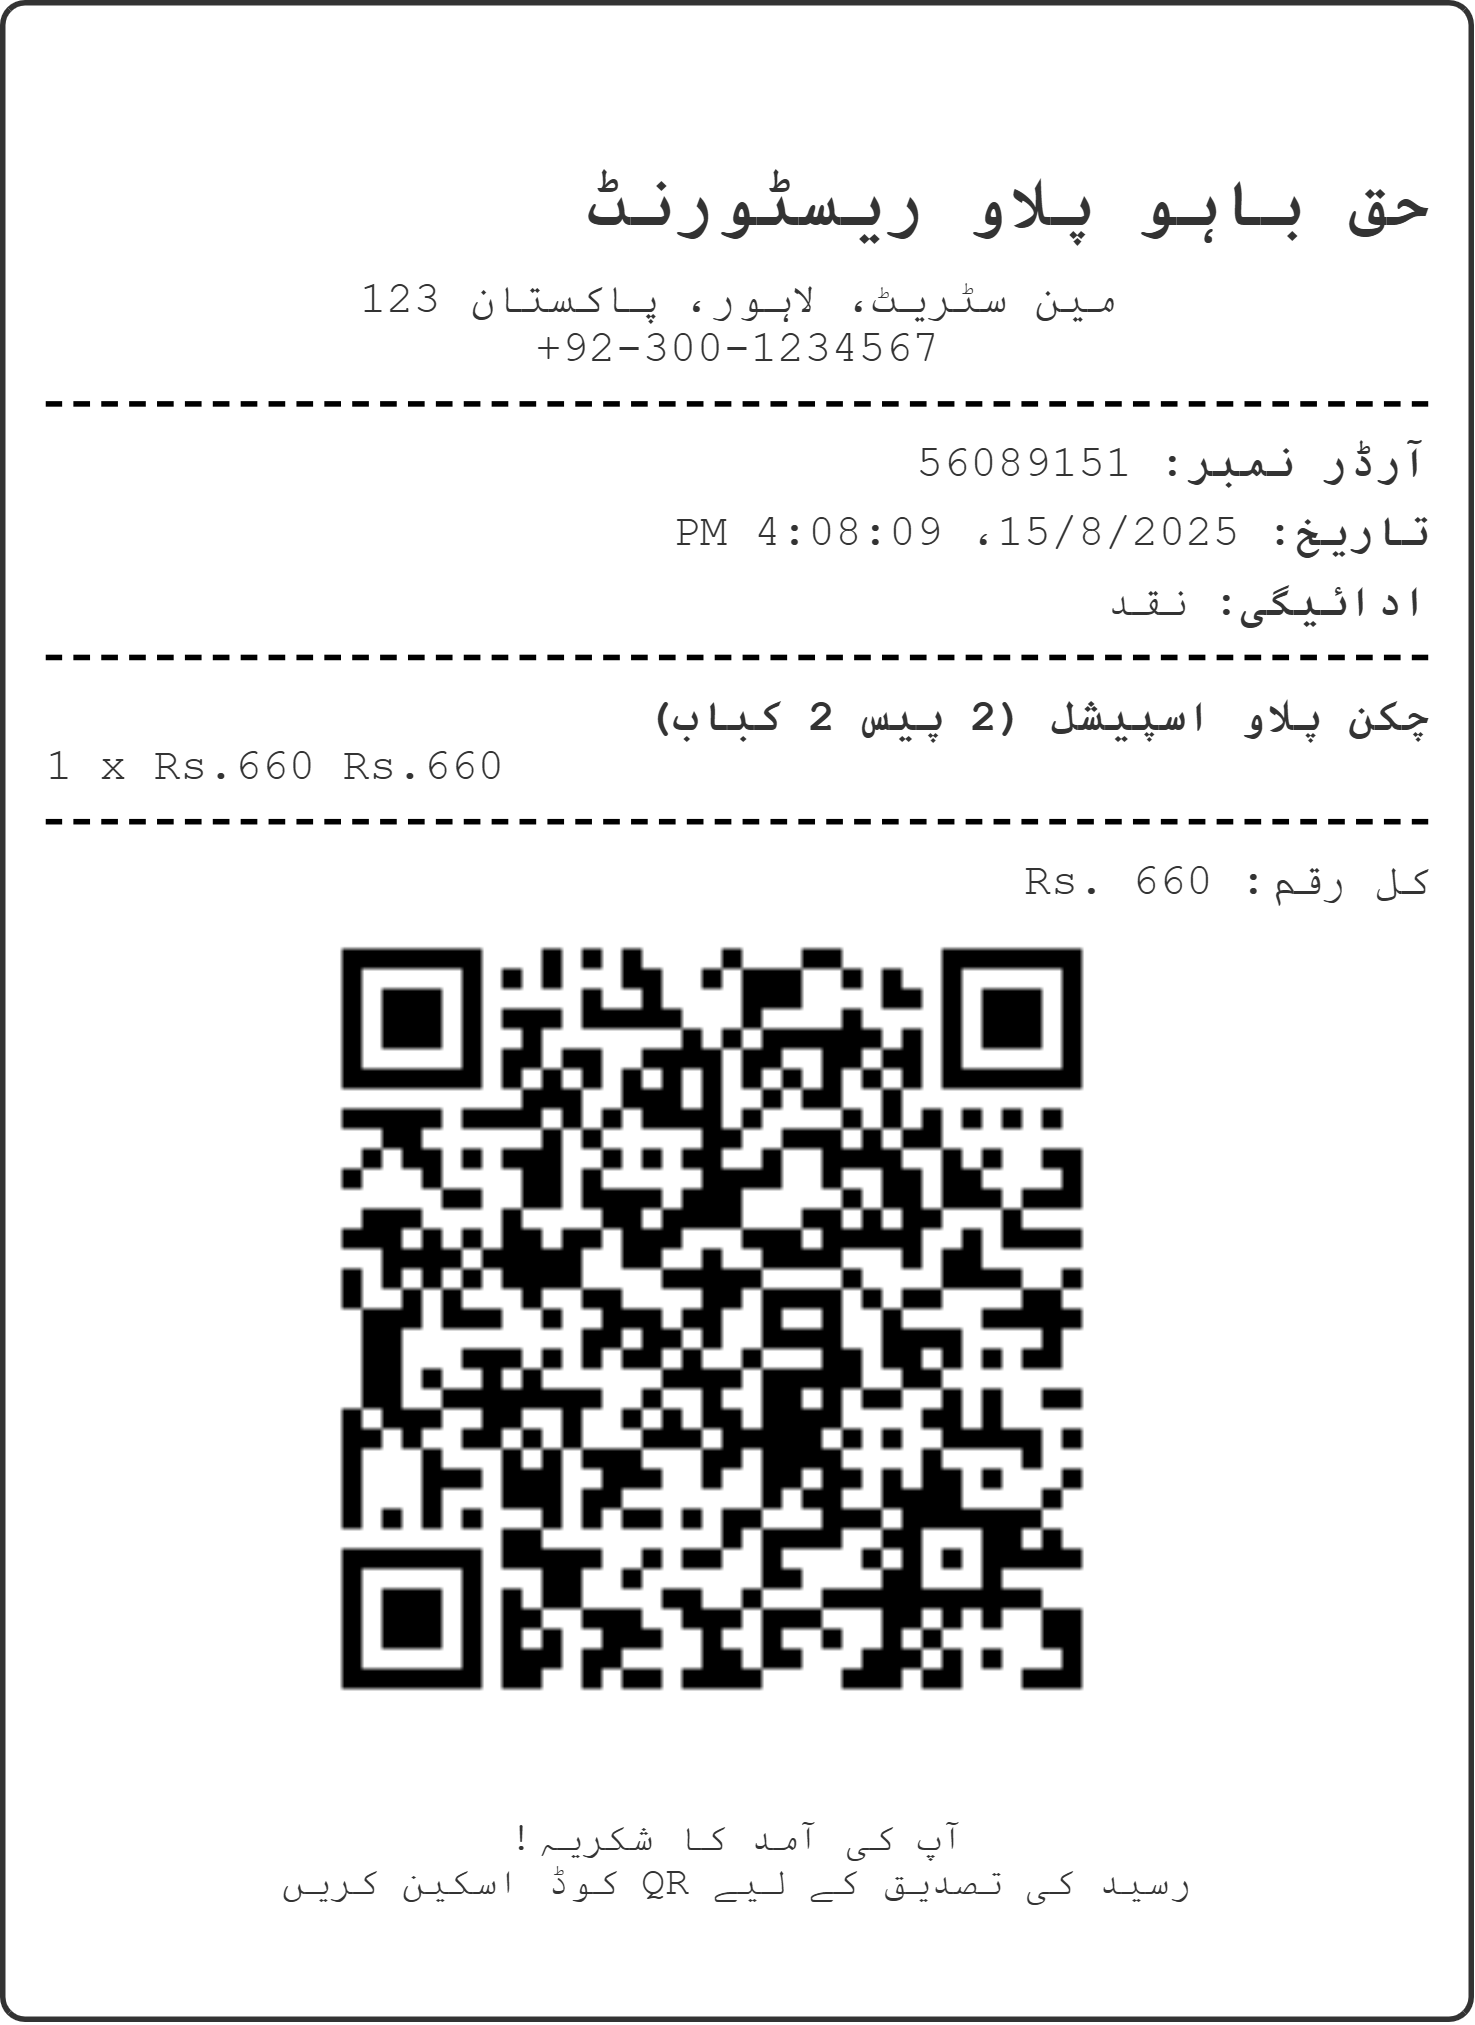 حق باہو پلاو ریسٹورنٹ
123 مین سٹریٹ، لاہور، پاکستان
+92-300-1234567
آرڈر نمبر: 56089151
تاریخ: 15/8/2025، 4:08:09 PM
ادائیگی: نقد
چکن پلاو اسپیشل (2 پیس 2 کباب)
1 x Rs.660 Rs.660
کل رقم: Rs. 660
آپ کی آمد کا شکریہ!
رسید کی تصدیق کے لیے QR کوڈ اسکین کریں